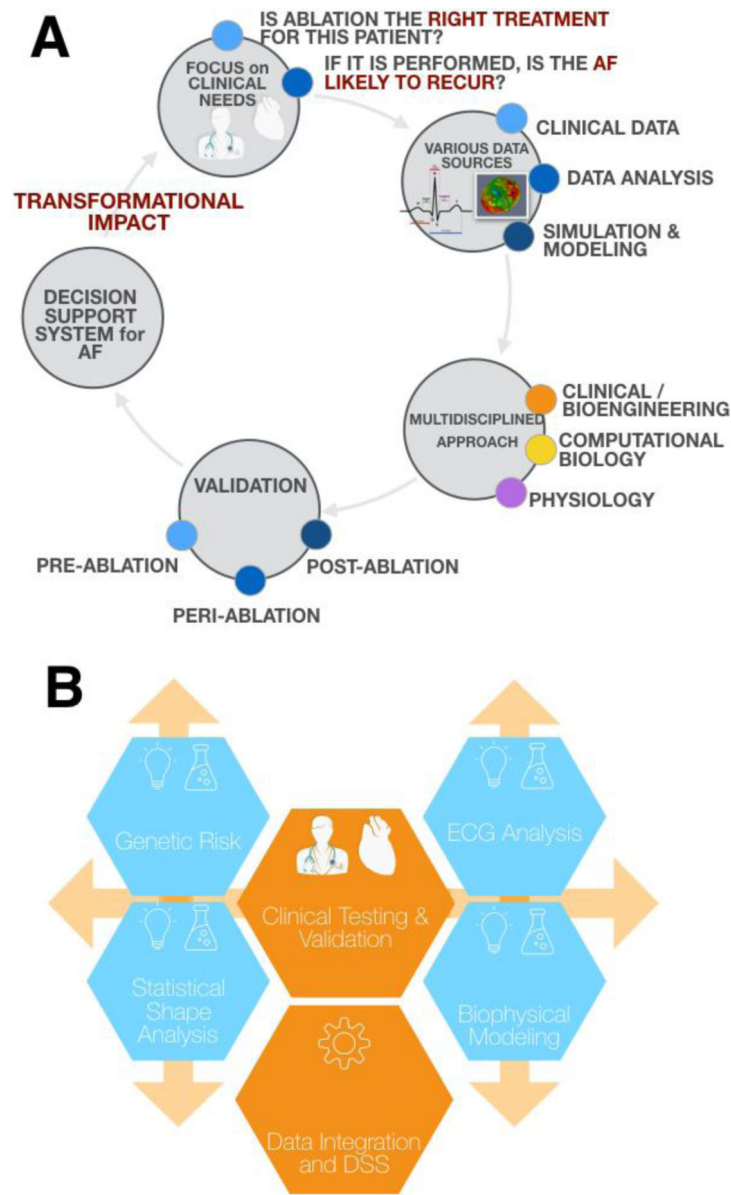 A
IS ABLATION THE RIGHT TREATMENT
FOR THIS PATIENT?
IF IT IS PERFORMED, IS THE AF
LIKELY TO RECUR?
FOCUS on
CLINICAL
NEEDS
VARIOUS DATA
SOURCES
CLINICAL DATA
DATA ANALYSIS
SIMULATION &
MODELING
TRANSFORMATIONAL
IMPACT
DECISION
SUPPORT
SYSTEM for
AF
MULTIDISCIPLINED
APPROACH
CLINICAL /
BIOENGINEERING
COMPUTATIONAL
BIOLOGY
PHYSIOLOGY
VALIDATION
PRE-ABLATION
POST-ABLATION
PERI-ABLATION
B
Genetic Risk
ECG Analysis
Clinical Testing &
Validation
Statistical
Shape
Analysis
Biophysical
Modeling
Data Integration
and DSS